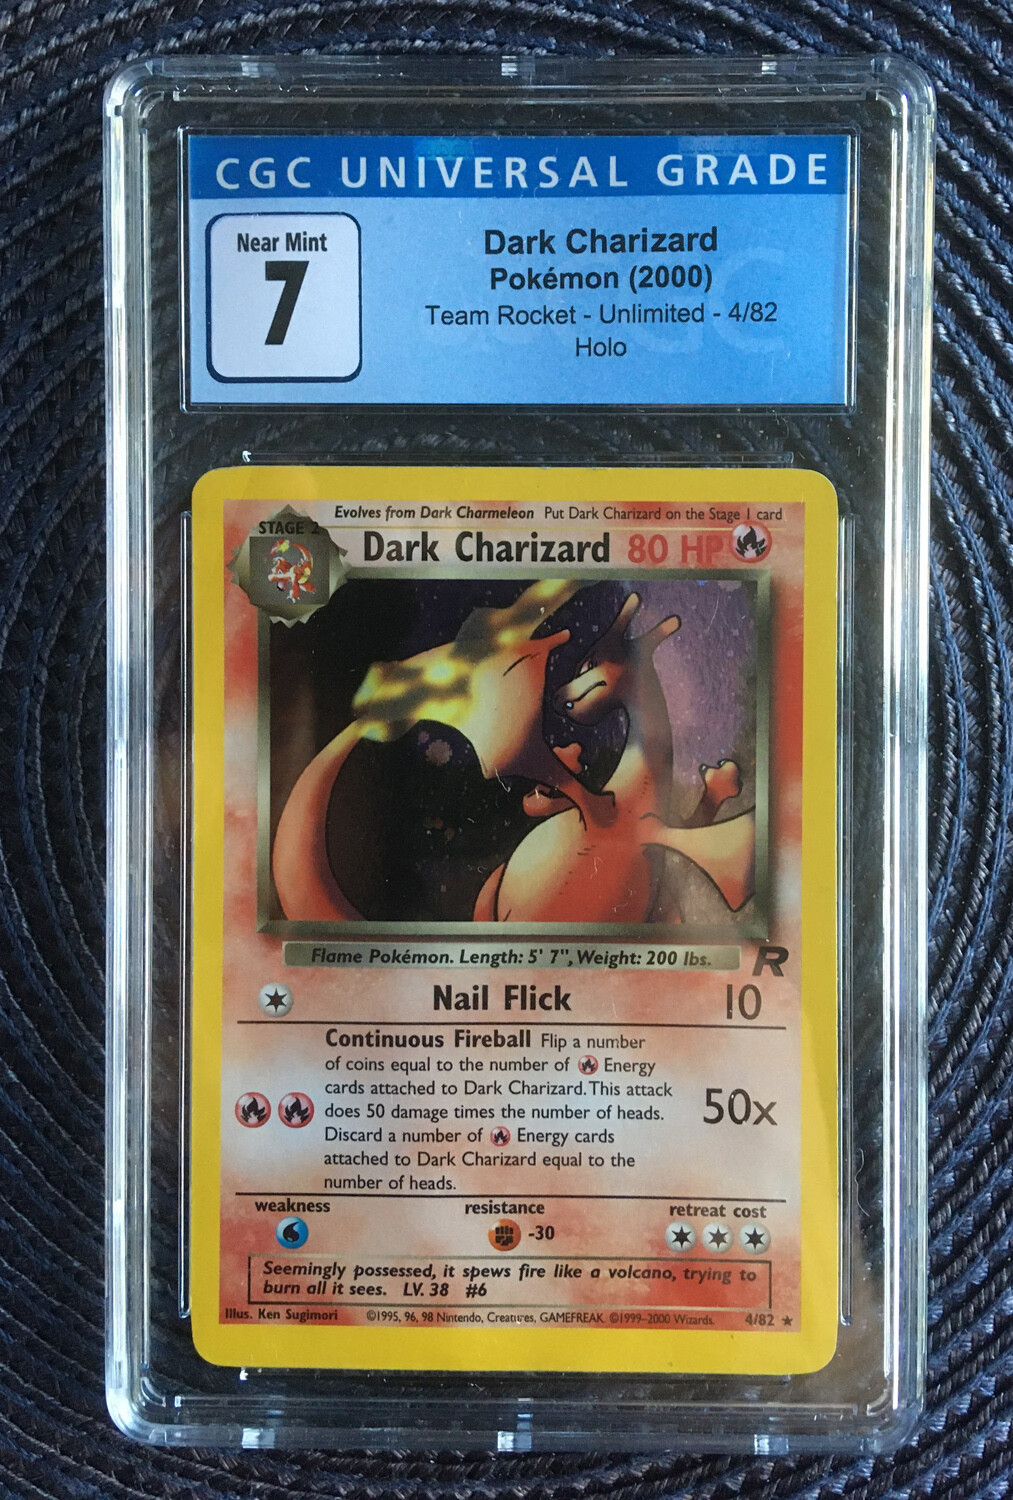 CGC UNIVERSAL GRADE
Near Mint
7
Dark Charizard
Pokémon (2000)
Team Rocket - Unlimited - 4/82
Holo
Evolves from Dark Charmeleon Put Dark Charizard on the Stage 1 card
STAGE 2
Dark Charizard 80 HP
Flame Pokémon. Length: 5' 7", Weight: 200 lbs.
R
Nail Flick 10
Continuous Fireball Flip a number
of coins equal to the number of Energy
cards attached to Dark Charizard. This attack
does 50 damage times the number of heads.
50x
Discard a number of Energy cards
attached to Dark Charizard equal to the
number of heads.
weakness resistance retreat cost
-30
Seemingly possessed, it spews fire like a volcano, trying to
burn all it sees. LV. 38 #6
Illus. Ken Sugimori ©1995, 96, 98 Nintendo, Creatures, GAMEFREAK. ©1999-2000 Wizards. 4/82 ★